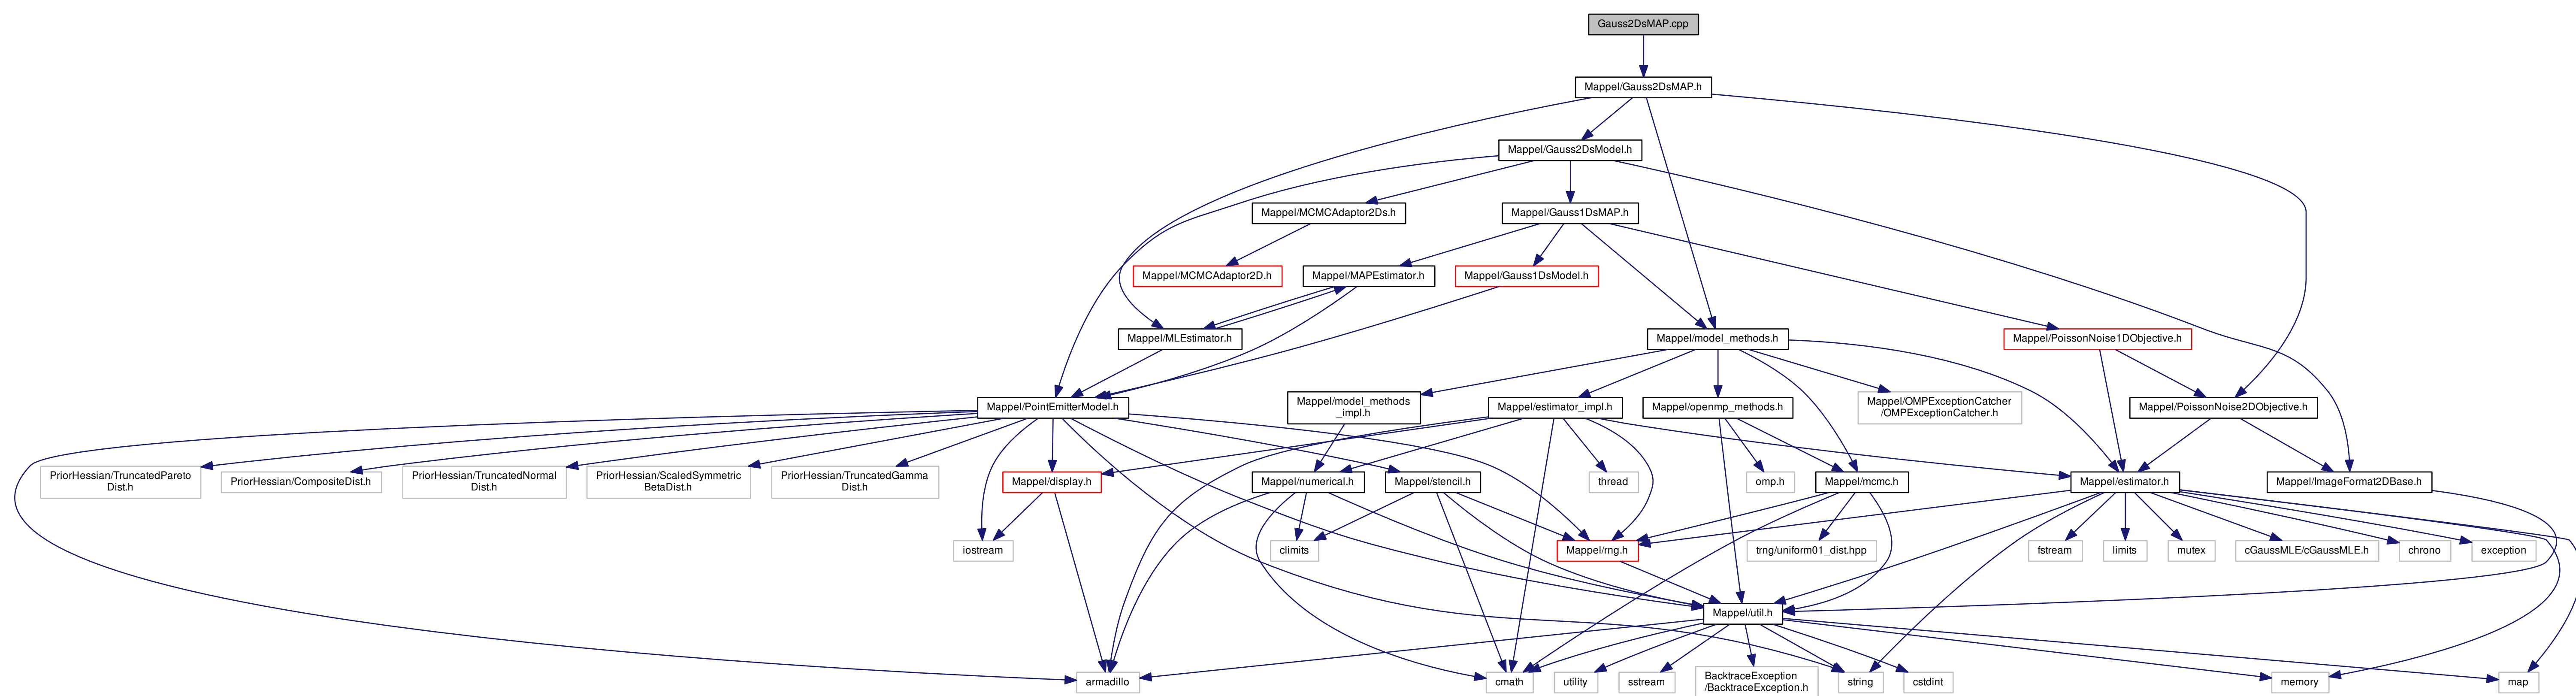 Gauss2DsMAP.cpp
Mappel/Gauss2DsMAP.h
Mappel/Gauss2DsModel.h
Mappel/MCMCAdaptor2Ds.h
Mappel/Gauss1DsMAP.h
Mappel/MCMCAdaptor2D.h
Mappel/MAPEstimator.h
Mappel/Gauss1DsModel.h
Mappel/MLEstimator.h
Mappel/model_methods.h
Mappel/PoissonNoise1DObjective.h
Mappel/PointEmitterModel.h
Mappel/model_methods
_impl.h
Mappel/estimator_impl.h
Mappel/openmp_methods.h
Mappel/OMPExceptionCatcher
/OMPExceptionCatcher.h
Mappel/PoissonNoise2DObjective.h
PriorHessian/TruncatedPareto
Dist.h
PriorHessian/CompositeDist.h
PriorHessian/TruncatedNormal
Dist.h
PriorHessian/ScaledSymmetric
BetaDist.h
PriorHessian/TruncatedGamma
Dist.h
Mappel/display.h
Mappel/numerical.h
Mappel/stencil.h
thread
omp.h
Mappel/mcmc.h
Mappel/estimator.h
Mappel/ImageFormat2DBase.h
iostream
climits
Mappel/rng.h
trng/uniform01_dist.hpp
fstream
limits
mutex
cGaussMLE/cGaussMLE.h
chrono
exception
Mappel/util.h
armadillo
cmath
utility
sstream
BacktraceException
/BacktraceException.h
string
cstdint
memory
map